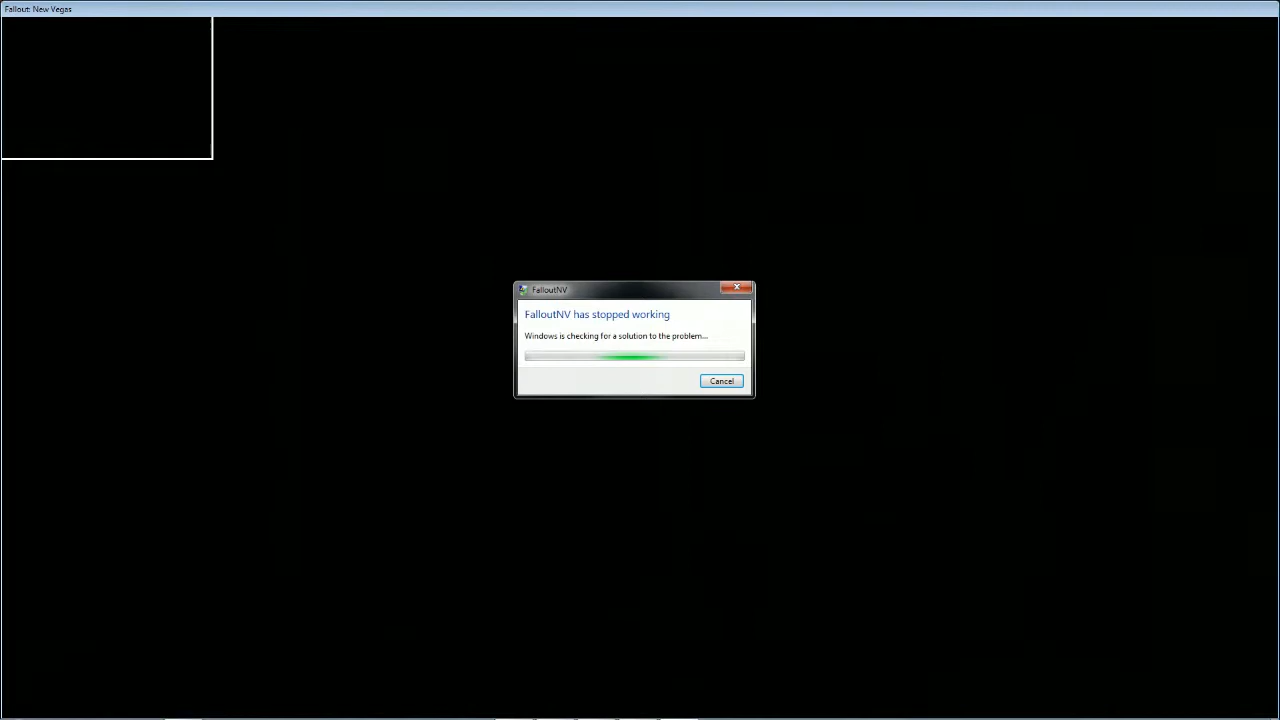 Fallout: New Vegas
FalloutNV
FalloutNV has stopped working
Windows is checking for a solution to the problem...
Cancel